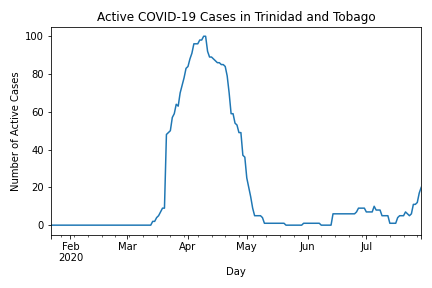 Active COVID-19 Cases in Trinidad and Tobago
Number of Active Cases
100
80
60
40
20
0
Feb
2020
Mar
Apr
May
Jun
Jul
Day